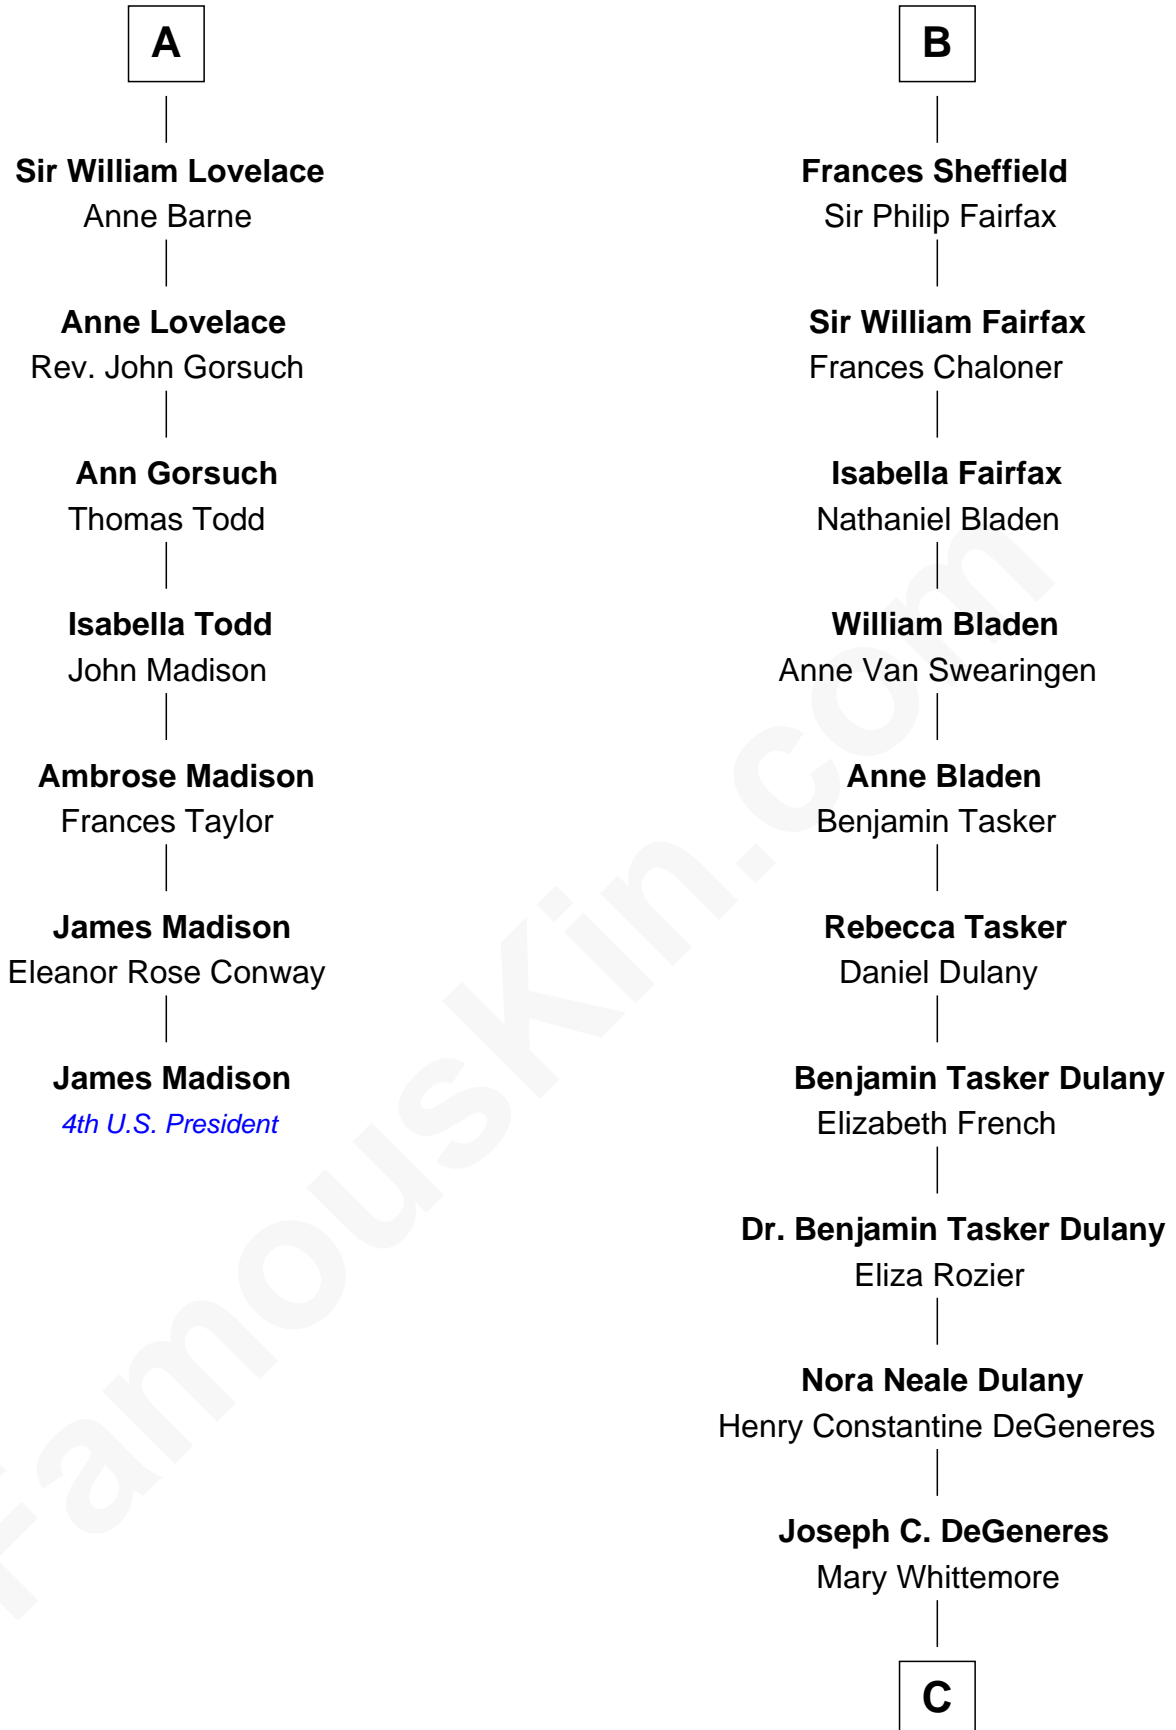 A
Sir William Lovelace
Anne Barne
Anne Lovelace
Rev. John Gorsuch
Ann Gorsuch
Thomas Todd
Isabella Todd
John Madison
Ambrose Madison
Frances Taylor
James Madison
Eleanor Rose Conway
James Madison
4th U.S. President
B
Frances Sheffield
Sir Philip Fairfax
Sir William Fairfax
Frances Chaloner
Isabella Fairfax
Nathaniel Bladen
William Bladen
Anne Van Swearingen
Anne Bladen
Benjamin Tasker
Rebecca Tasker
Daniel Dulany
Benjamin Tasker Dulany
Elizabeth French
Dr. Benjamin Tasker Dulany
Eliza Rozier
Nora Neale Dulany
Henry Constantine DeGeneres
Joseph C. DeGeneres
Mary Whittemore
C
FamousKin.com